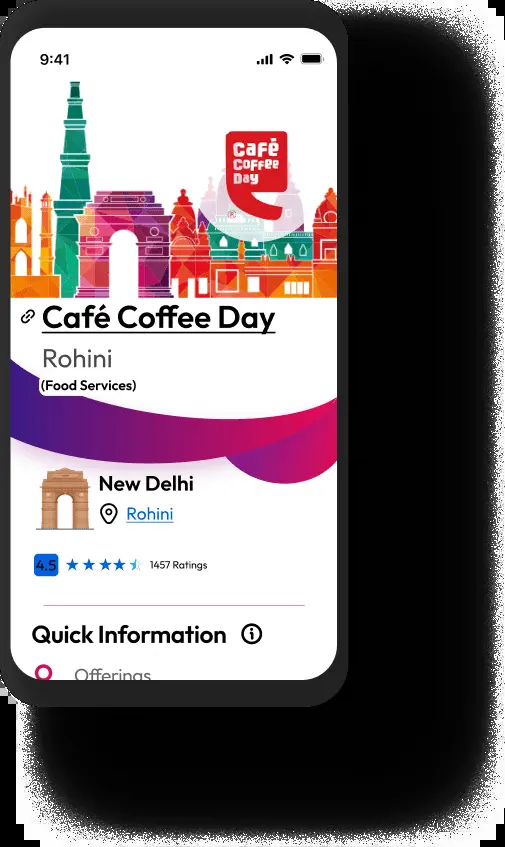 9:41
Café
Coffee
Day
®
Café Coffee Day
Rohini
(Food Services)
New Delhi
Rohini
4.5 1457 Ratings
Quick Information
Offerings